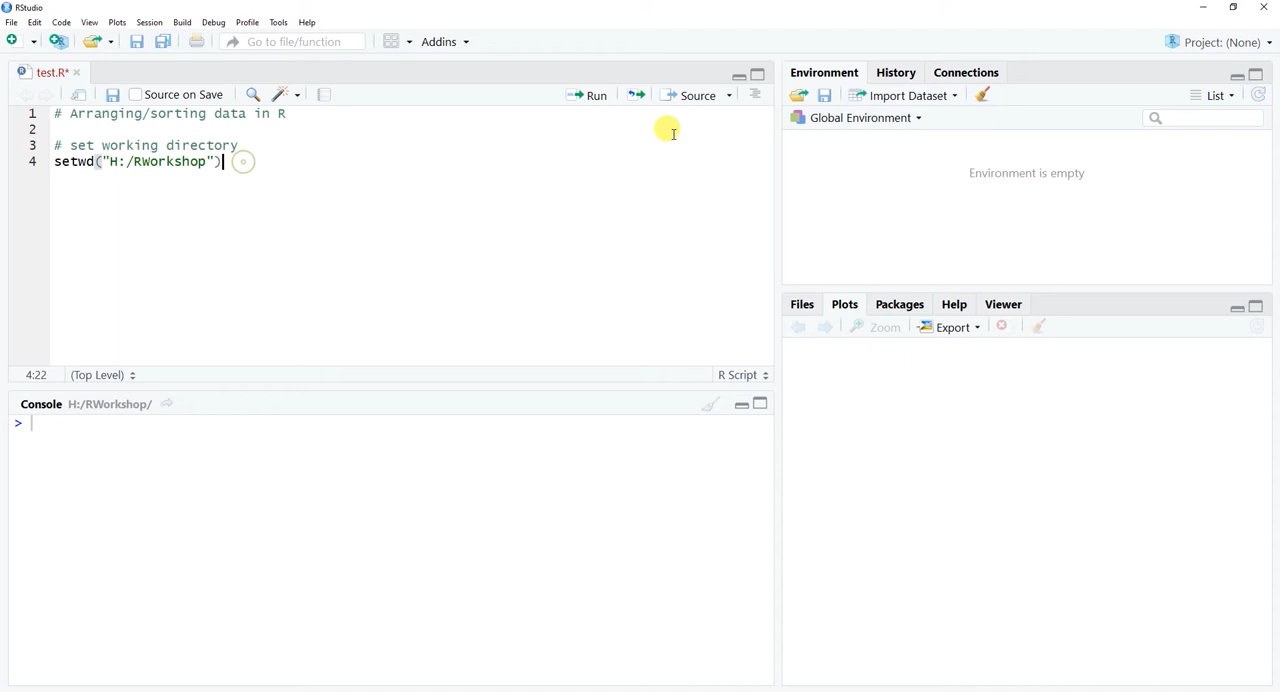 RStudio
File Edit Code View Plots Session Build Debug Profile Tools Help
Go to file/function Addins Project: (None)
test.R*
Source on Save Run Source
1 # Arranging/sorting data in R
2
3 # set working directory
4 setwd("H:/RWorkshop")
4:22 (Top Level) R Script
Console H:/RWorkshop/
>
Environment History Connections
Import Dataset List
Global Environment
Environment is empty
Files Plots Packages Help Viewer
Zoom Export